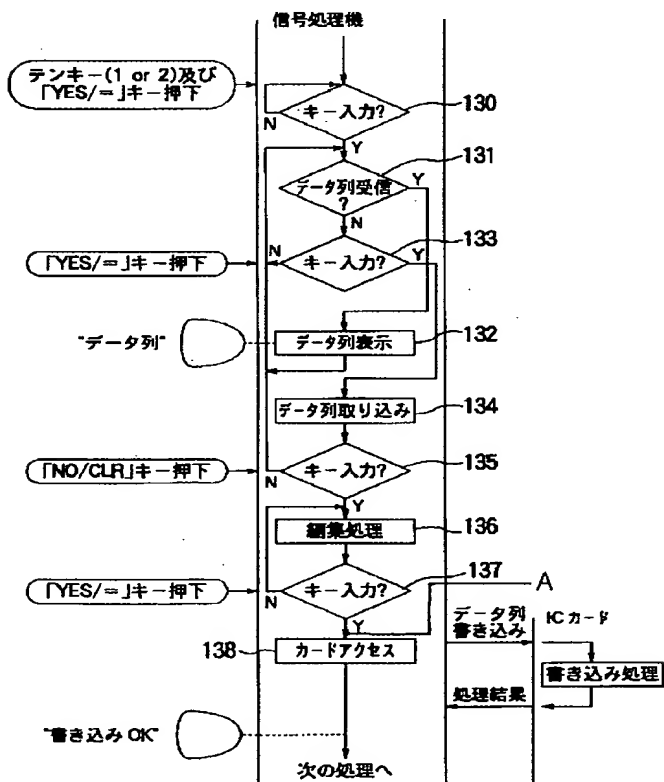 信号処理機
テンキー(1 or 2)及び
「YES/=」キー押下
キー入力?
130
N
Y
131
データ列受信
?
Y
N
133
「YES/=」キー押下
N
キー入力?
Y
"データ列"
データ列表示
132
データ列取り込み
134
「NO/CLR」キー押下
キー入力?
135
N
Y
編集処理
136
「YES/=」キー押下
キー入力?
137
N
Y
A
138
カードアクセス
データ列
書き込み
ICカード
書き込み処理
処理結果
"書き込み OK"
次の処理へ